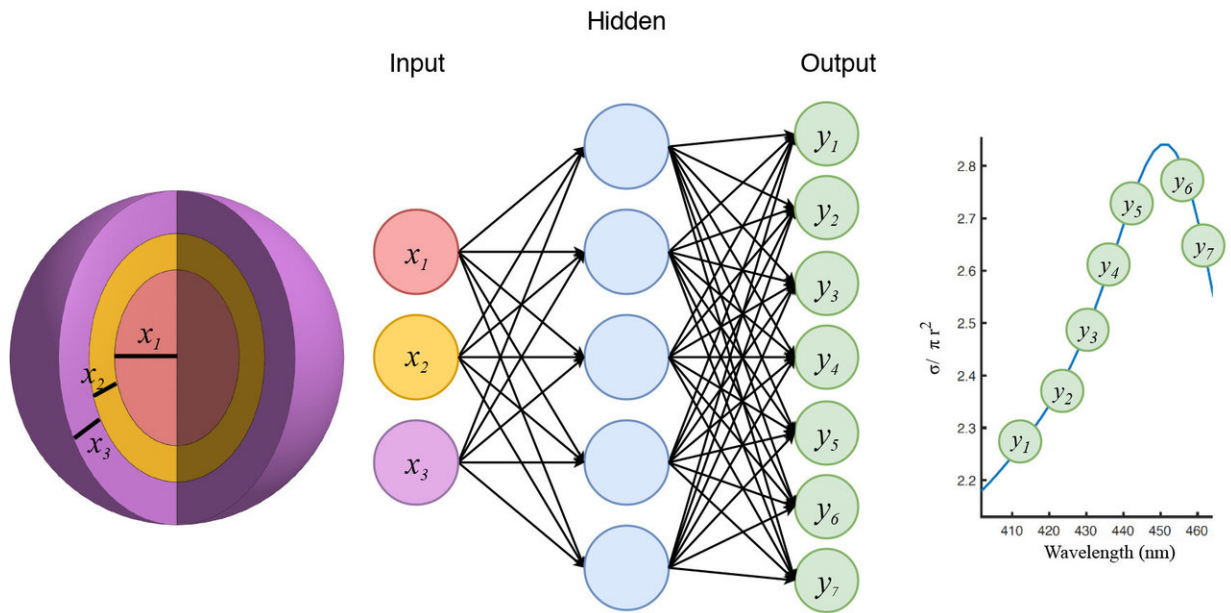 Hidden
Input
Output
x1
x2
x3
x1
x2
x3
y1
y2
y3
y4
y5
y6
y7
σ/ π r²
2.8
2.7
2.6
2.5
2.4
2.3
2.2
y1
y2
y3
y4
y5
y6
y7
410 420 430 440 450 460
Wavelength (nm)